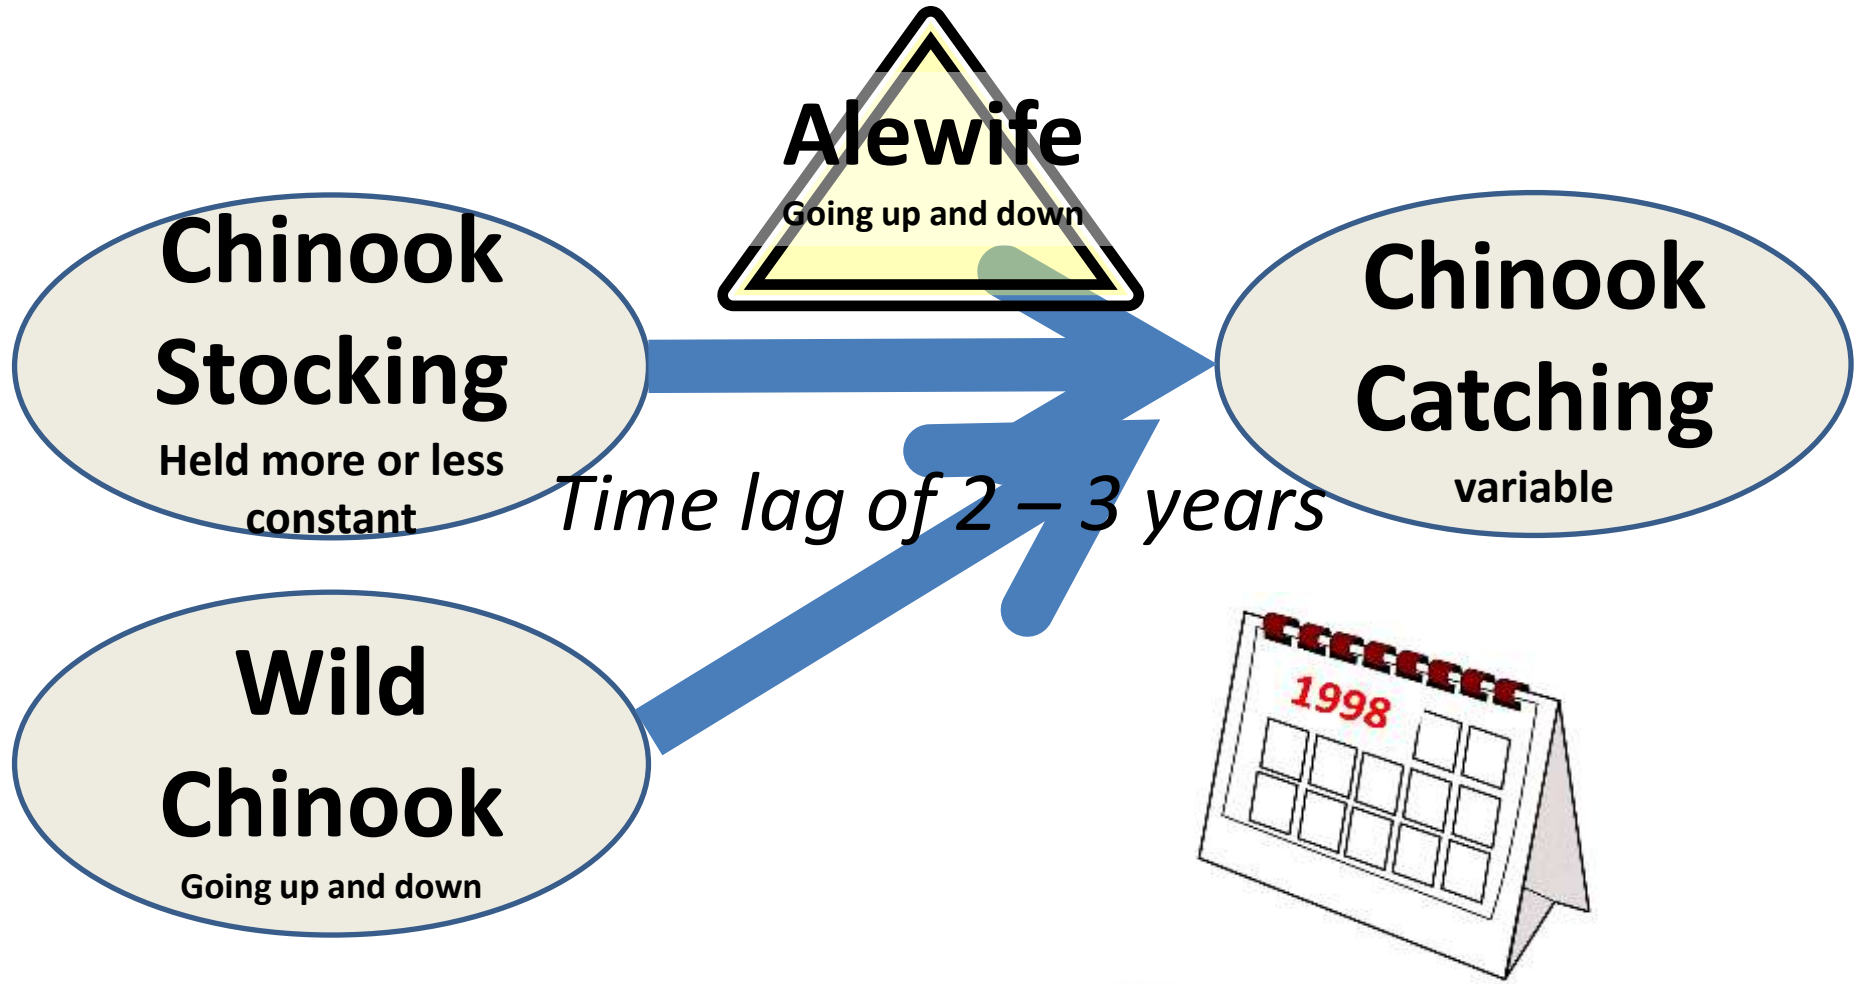 Alewife
Going up and down
Chinook
Stocking
Held more or less
constant
Chinook
Catching
variable
Time lag of 2 – 3 years
Wild
Chinook
Going up and down
1998